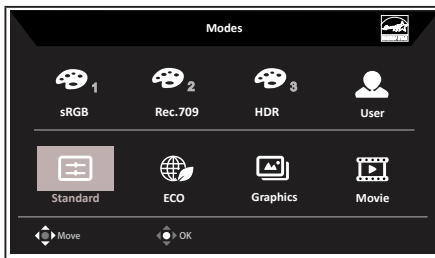 Modes
1 2 3
sRGB Rec.709 HDR User
Standard ECO Graphics Movie
Move OK